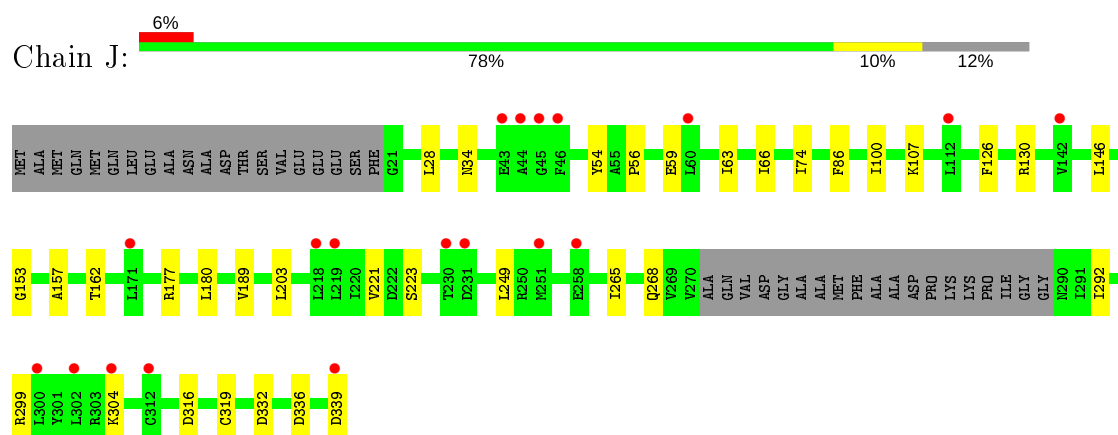 6%
Chain J:
78% 10% 12%
MET ALA MET GLN MET GLN LEU GLU ALA ASN ALA ASP THR SER VAL GLU GLU GLU SER PHE G21 L28 N34 E43 A44 G45 F46 Y54 A55 P56 E59 L60 I63 I66 I74 F86 I100 K107 L112 F126 R130 V142 L146
G153 A157 T162 L171 R177 L180 V189 L203 L218 L219 I220 V221 D222 S223 T230 D231 L249 R250 M251 E258 I265 Q268 V269 V270 ALA GLN VAL ASP GLY ALA ALA MET PHE ALA ALA ASP PRO LYS LYS PRO ILE GLY GLY N290 I291 I292
R299 L300 Y301 L302 R303 K304 C312 D316 C319 D332 D336 D339